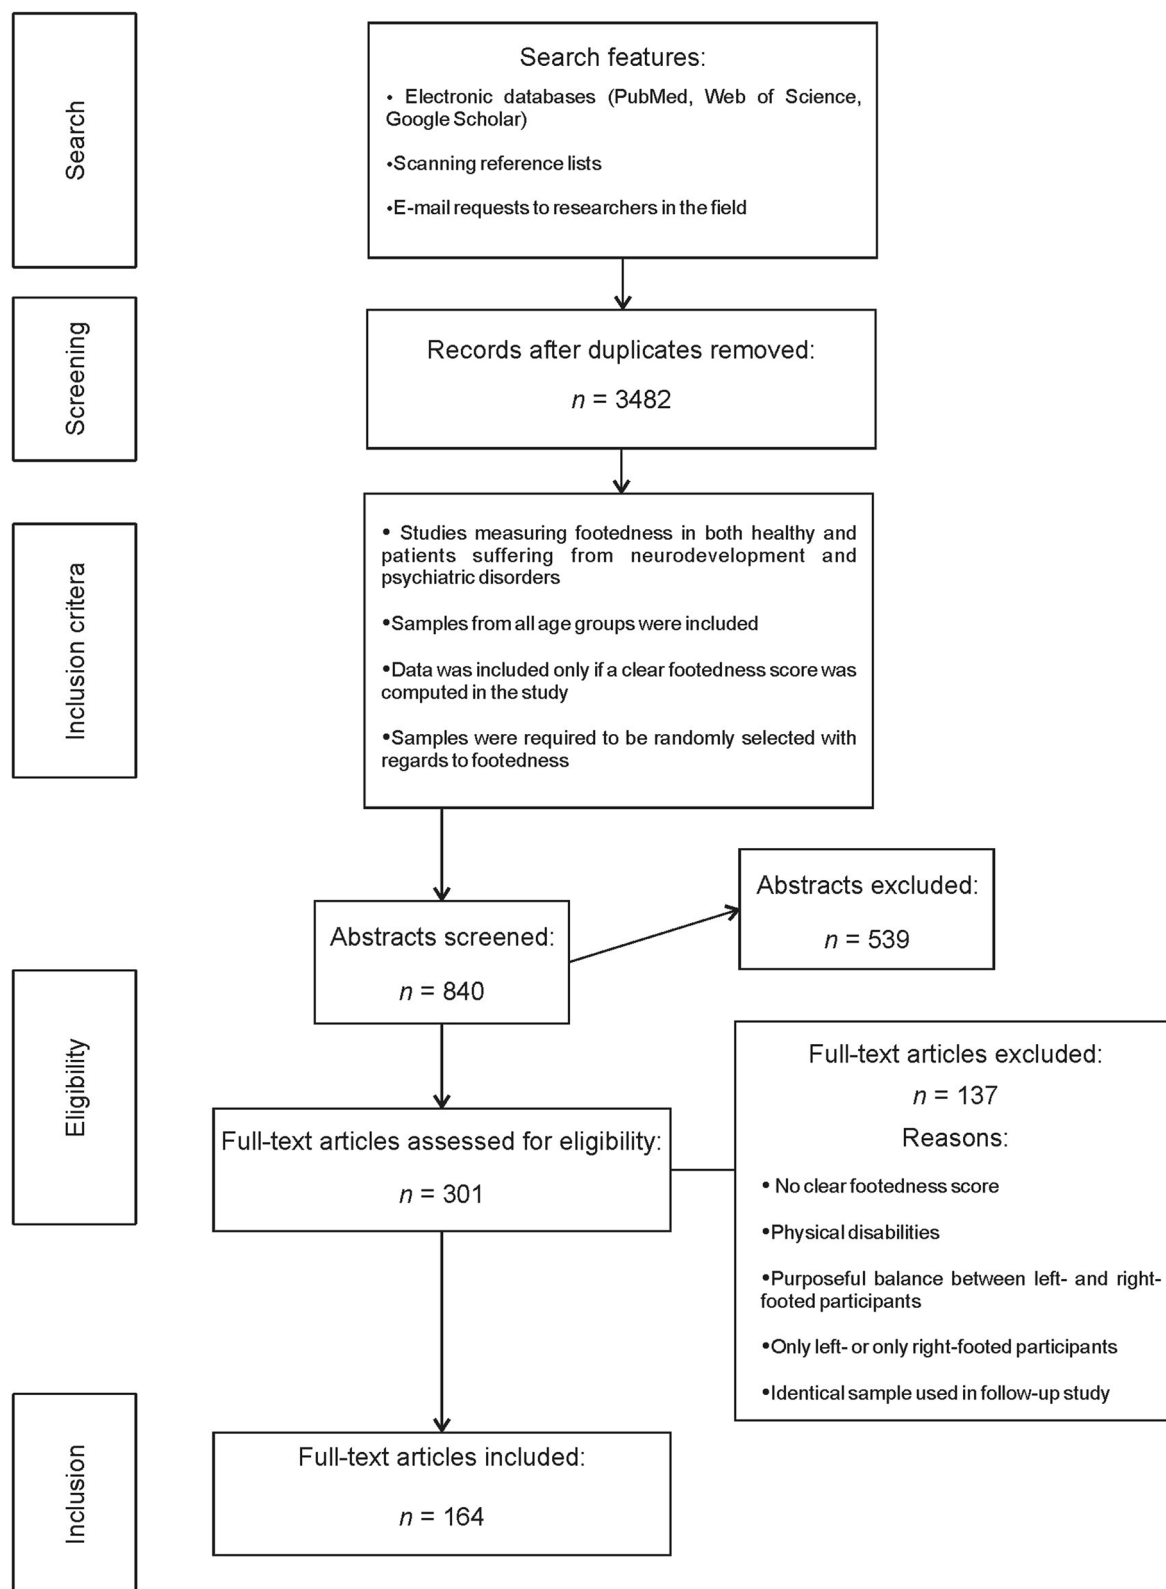 Search
Search features:
• Electronic databases (PubMed, Web of Science,
Google Scholar)
•Scanning reference lists
•E-mail requests to researchers in the field
Screening
Records after duplicates removed:
n = 3482
Inclusion critera
• Studies measuring footedness in both healthy and
patients suffering from neurodevelopment and
psychiatric disorders
•Samples from all age groups were included
•Data was included only if a clear footedness score was
computed in the study
•Samples were required to be randomly selected with
regards to footedness
Eligibility
Abstracts screened:
n = 840
Abstracts excluded:
n = 539
Full-text articles assessed for eligibility:
n = 301
Full-text articles excluded:
n = 137
Reasons:
• No clear footedness score
•Physical disabilities
•Purposeful balance between left- and right-
footed participants
•Only left- or only right-footed participants
•Identical sample used in follow-up study
Inclusion
Full-text articles included:
n = 164